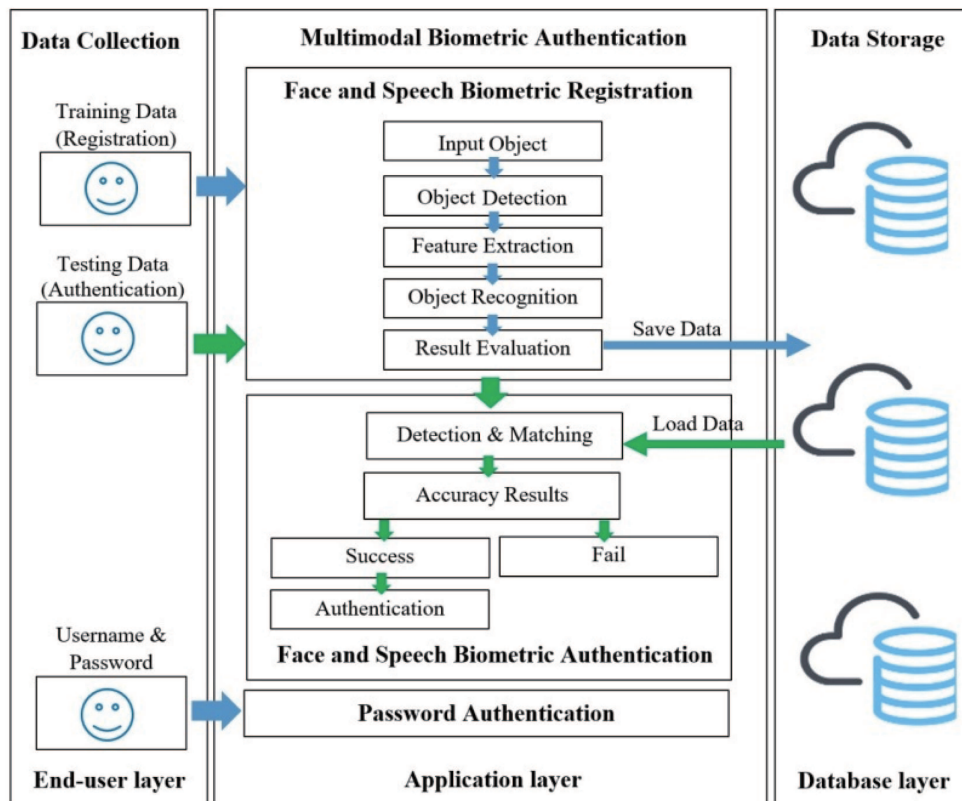 Data Collection
Training Data
(Registration)
Testing Data
(Authentication)
Username &
Password
End-user layer
Multimodal Biometric Authentication
Face and Speech Biometric Registration
Input Object
Object Detection
Feature Extraction
Object Recognition
Result Evaluation
Save Data
Detection & Matching
Load Data
Accuracy Results
Success
Fail
Authentication
Face and Speech Biometric Authentication
Password Authentication
Application layer
Data Storage
Database layer